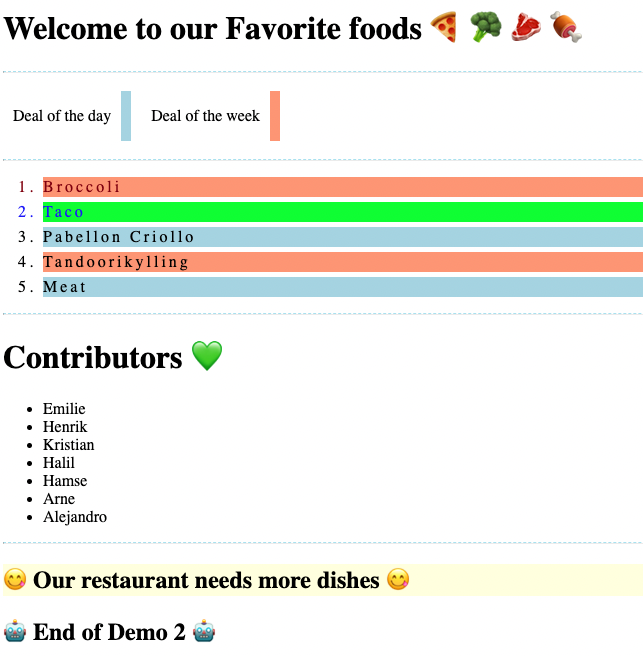 Welcome to our Favorite foods 🍕 🥦 🥩 🍖
Deal of the day Deal of the week
1. Broccoli
2. Taco
3. Pabellon Criollo
4. Tandoorikylling
5. Meat
Contributors 💚
• Emilie
• Henrik
• Kristian
• Halil
• Hamse
• Arne
• Alejandro
😋 Our restaurant needs more dishes 😋
🤖 End of Demo 2 🤖